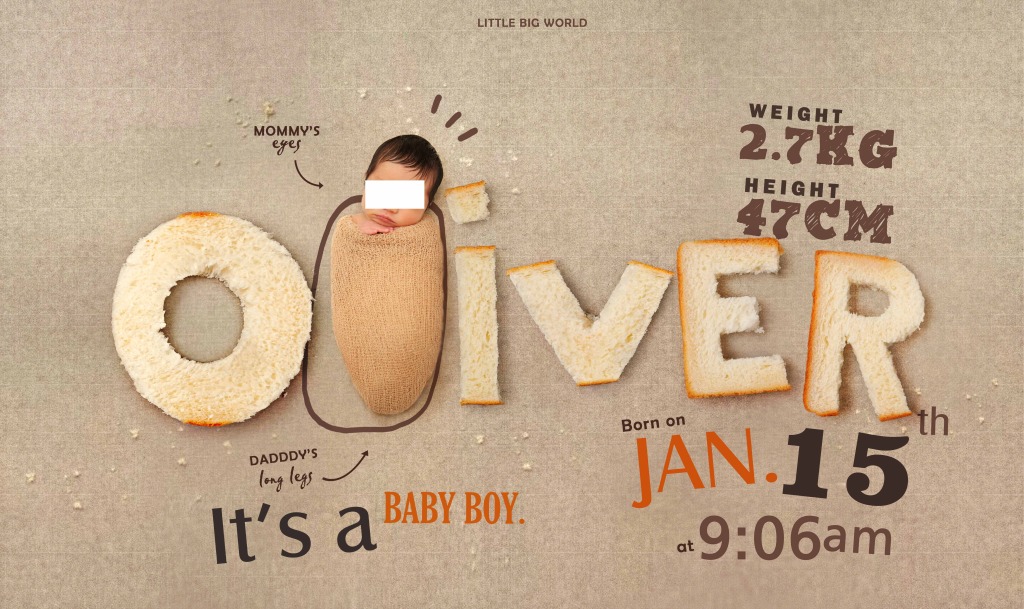 LITTLE BIG WORLD
MOMMY'S
eyes
WEIGHT
2.7KG
HEIGHT
47CM
OliVER
DADDDY'S
long legs
It's a BABY BOY.
Born on
JAN.15th
at 9:06am